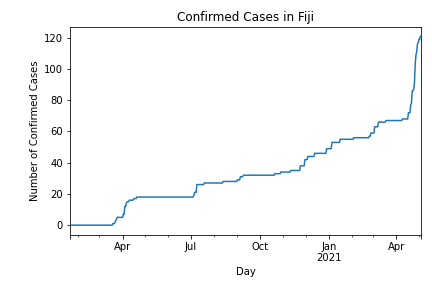 Confirmed Cases in Fiji
Number of Confirmed Cases
120
100
80
60
40
20
0
Apr
Jul
Oct
Jan
2021
Apr
Day